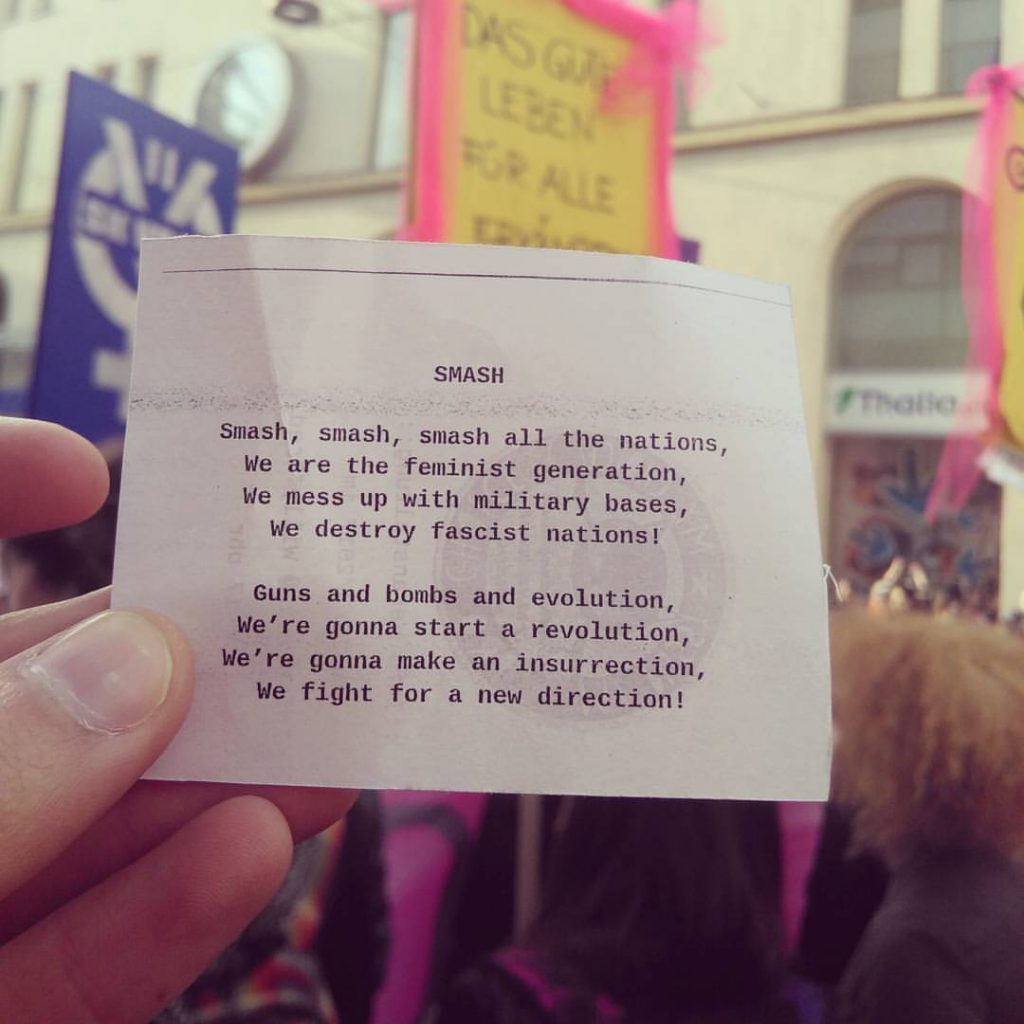 DAS GUTE
LEBEN
FÜR ALLE
Thalia
SMASH
Smash, smash, smash all the nations,
We are the feminist generation,
We mess up with military bases,
We destroy fascist nations!
Guns and bombs and evolution,
We're gonna start a revolution,
We're gonna make an insurrection,
We fight for a new direction!